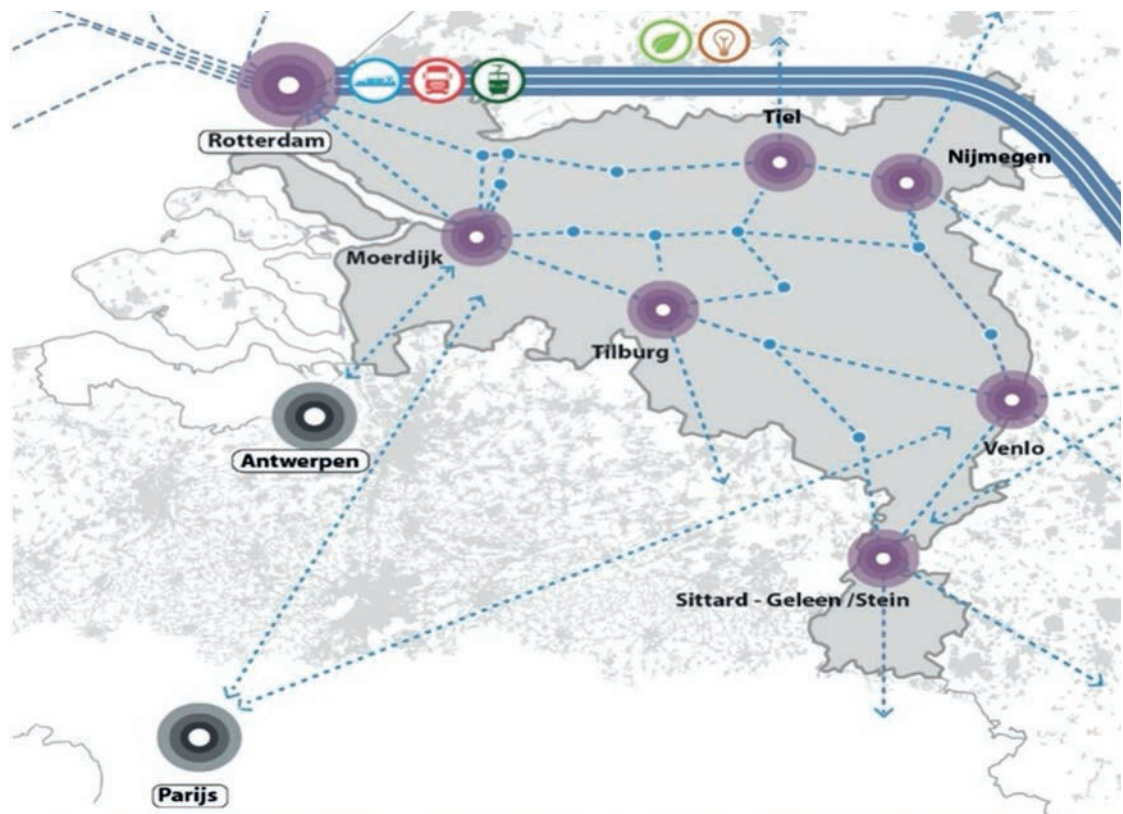 Rotterdam
Tiel
Nijmegen
Moerdijk
Tilburg
Antwerpen
Venlo
Sittard - Geleen /Stein
Parijs